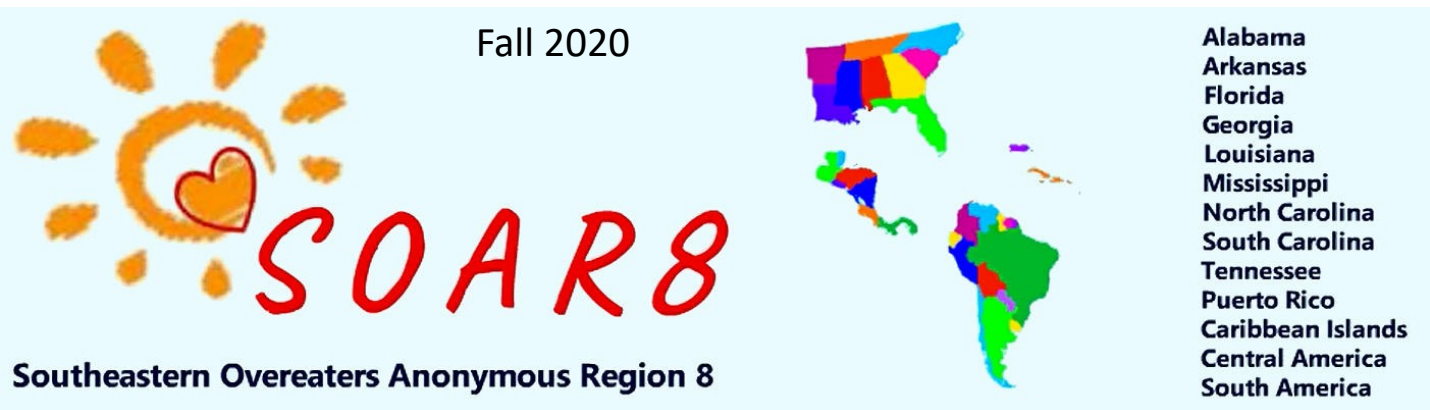 Fall 2020
SOAR8
Southeastern Overeaters Anonymous Region 8
Alabama
Arkansas
Florida
Georgia
Louisiana
Mississippi
North Carolina
South Carolina
Tennessee
Puerto Rico
Caribbean Islands
Central America
South America